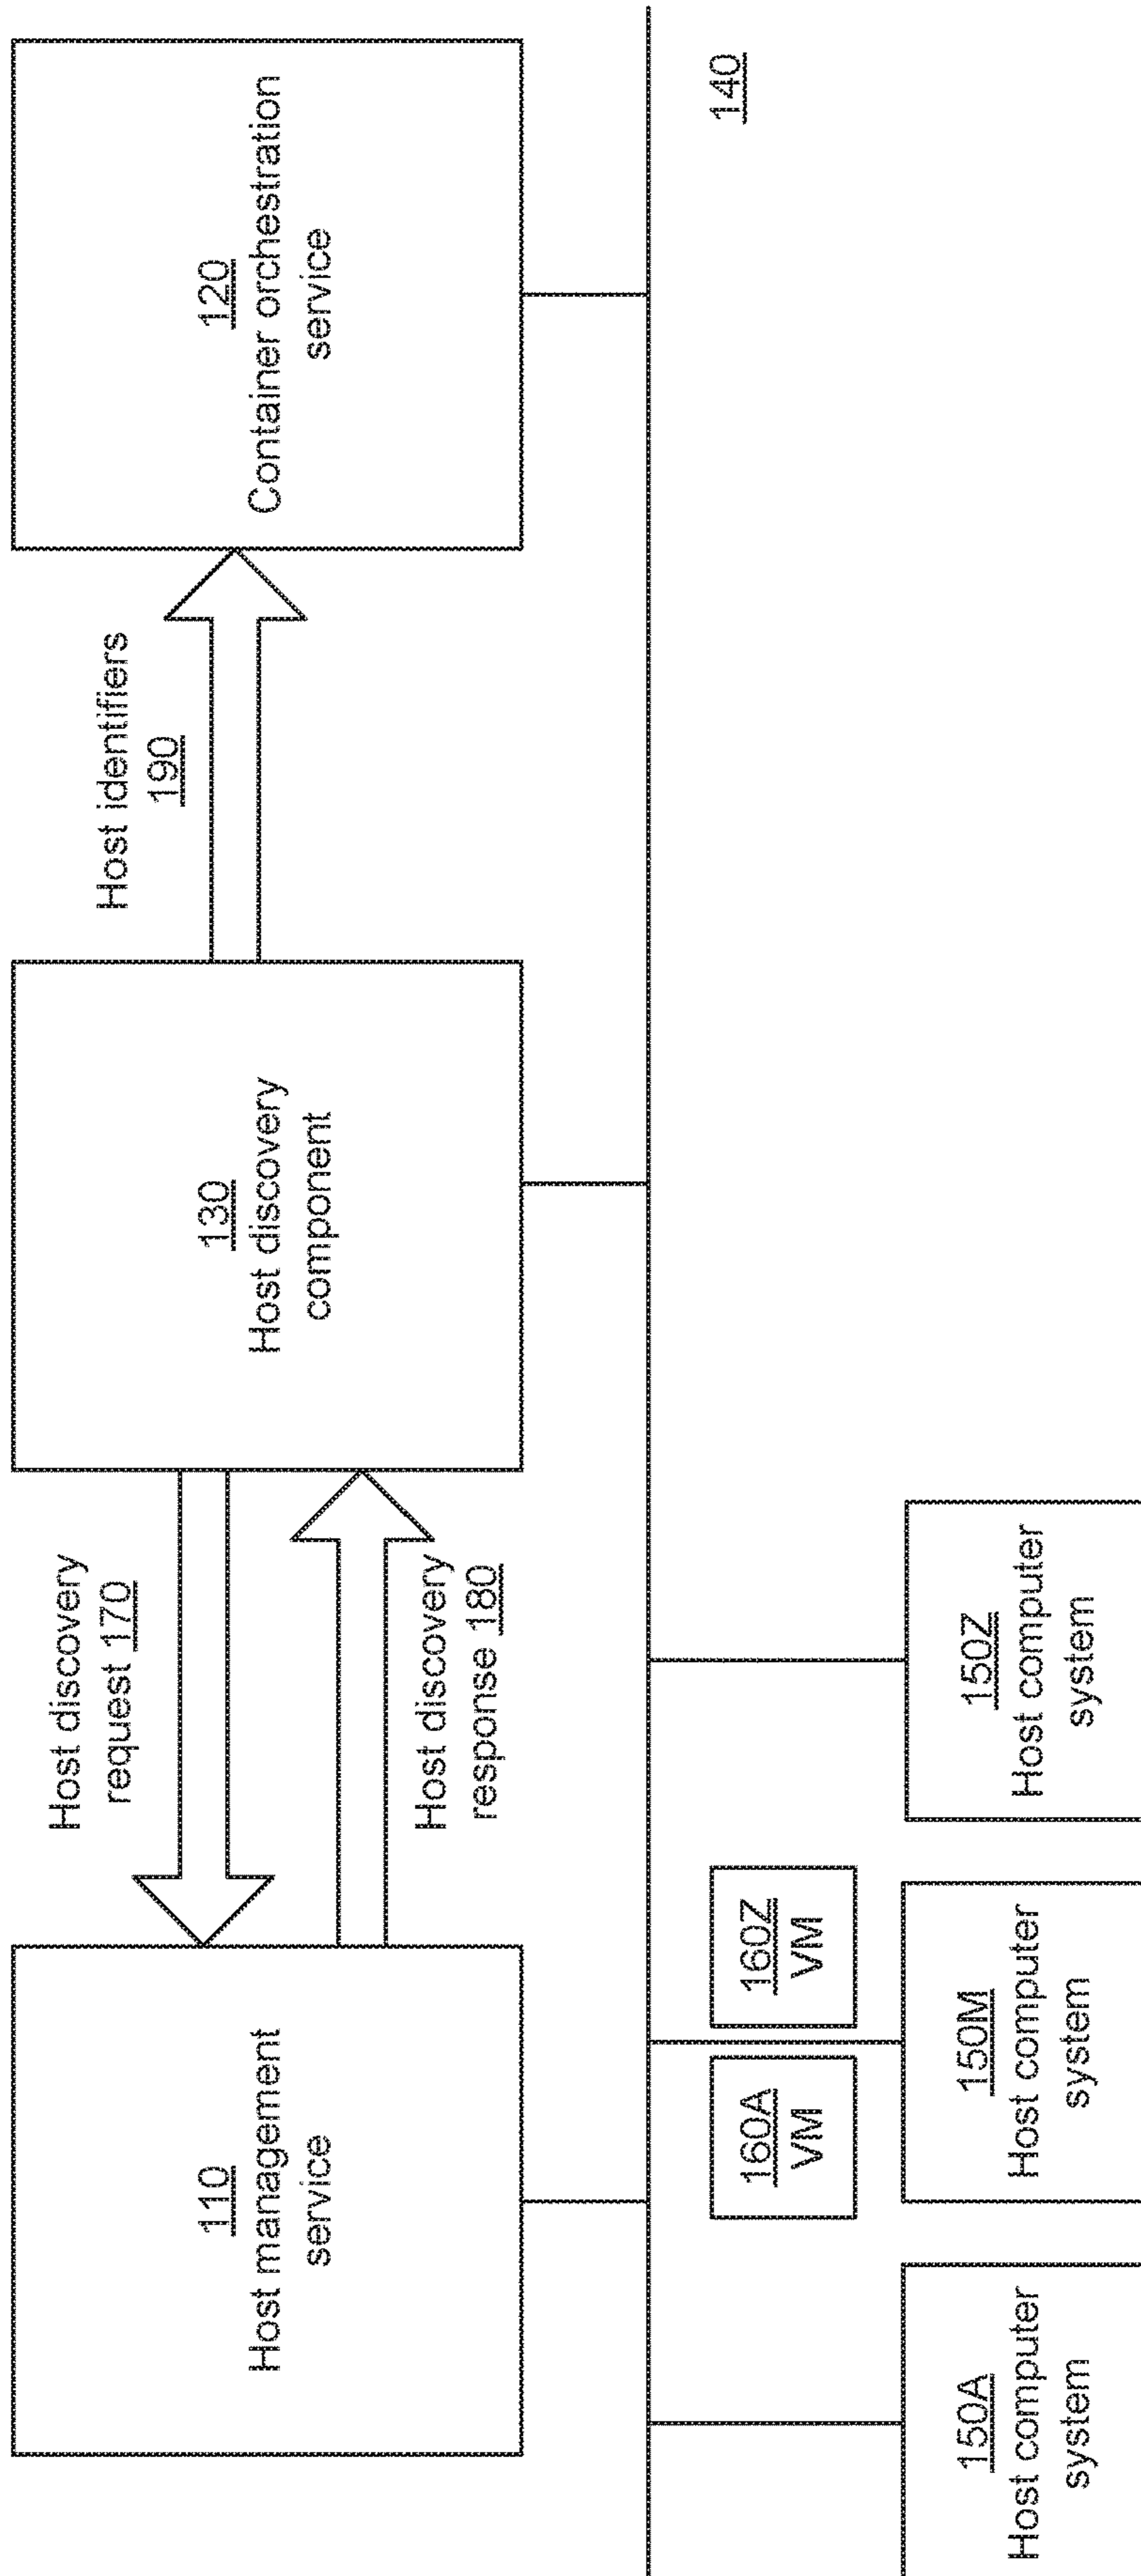 110
Host management
service
Host discovery
request 170
Host discovery
response 180
130
Host discovery
component
Host identifiers
190
120
Container orchestration
service
140
160A
VM
160Z
VM
150A
Host computer
system
150M
Host computer
system
150Z
Host computer
system